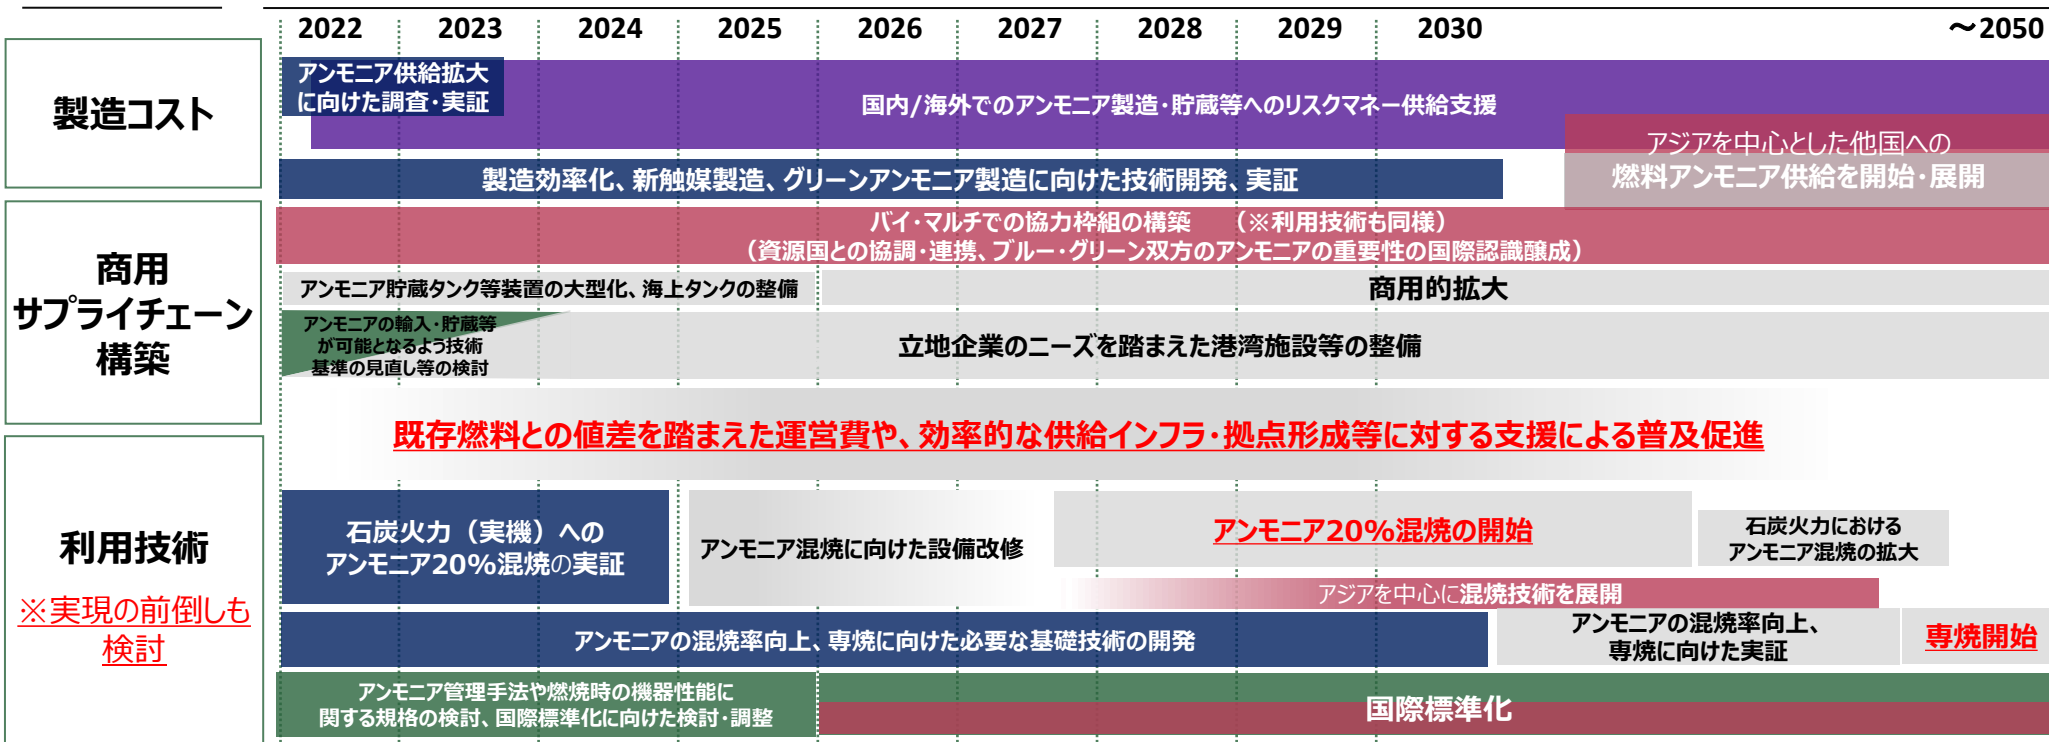 2022 2023 2024 2025 2026 2027 2028 2029 2030 ～2050
製造コスト
アンモニア供給拡大
に向けた調査・実証
国内/海外でのアンモニア製造・貯蔵等へのリスクマネー供給支援
アジアを中心とした他国への
燃料アンモニア供給を開始・展開
製造効率化、新触媒製造、グリーンアンモニア製造に向けた技術開発、実証
商用
サプライチェーン
構築
バイ・マルチでの協力枠組の構築　（※利用技術も同様）
（資源国との協調・連携、ブルー・グリーン双方のアンモニアの重要性の国際認識醸成）
アンモニア貯蔵タンク等装置の大型化、海上タンクの整備
商用的拡大
アンモニアの輸入・貯蔵等
が可能となるよう技術
基準の見直し等の検討
立地企業のニーズを踏まえた港湾施設等の整備
既存燃料との値差を踏まえた運営費や、効率的な供給インフラ・拠点形成等に対する支援による普及促進
利用技術
※実現の前倒しも
検討
石炭火力（実機）への
アンモニア20%混焼の実証
アンモニア混焼に向けた設備改修
アンモニア20%混焼の開始
石炭火力における
アンモニア混焼の拡大
アジアを中心に混焼技術を展開
アンモニアの混焼率向上、専焼に向けた必要な基礎技術の開発
アンモニアの混焼率向上、
専焼に向けた実証
専焼開始
アンモニア管理手法や燃焼時の機器性能に
関する規格の検討、国際標準化に向けた検討・調整
国際標準化